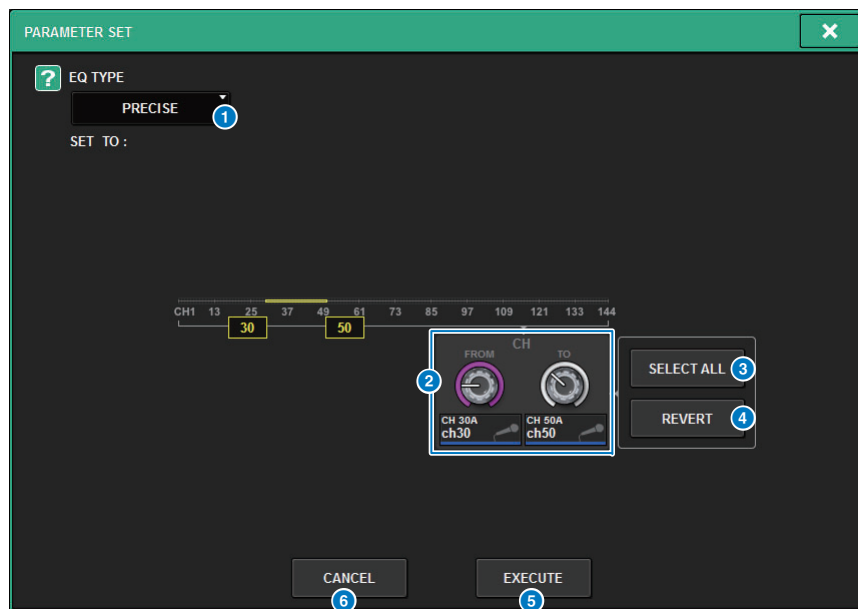 PARAMETER SET
?
EQ TYPE
PRECISE
1
SET TO :
CH1 13 25 37 49 61 73 85 97 109 121 133 144
30 50
CH
FROM TO
2
CH 30A
ch30
CH 50A
ch50
SELECT ALL 3
REVERT 4
CANCEL
6
EXECUTE
5